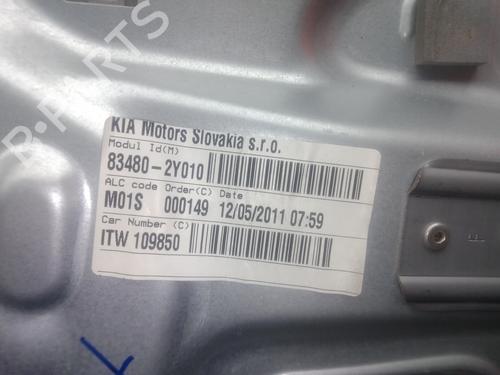 R-PARTS
KIA Motors Slovakia s.r.o.
Modul Id(M)
83480-2Y010
ALC code Order(C) Date
M01S 000149 12/05/2011 07:59
Car Number (C)
ITW 109850
L